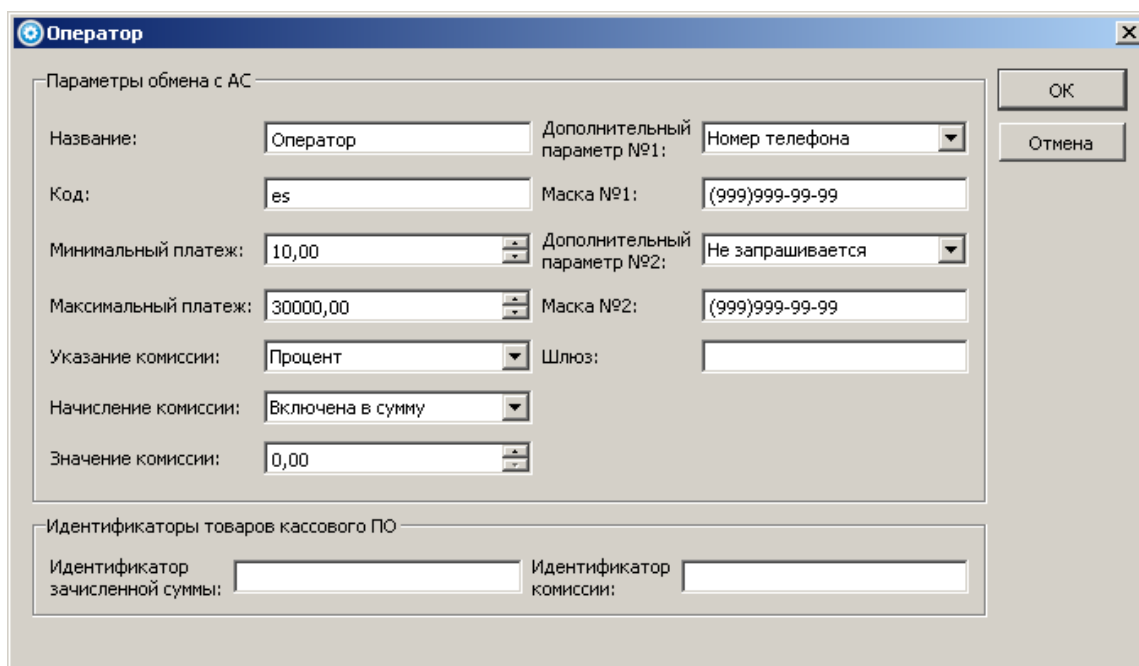 Оператор
Параметры обмена с АС
ОК
Отмена
Название:
Оператор
Дополнительный
параметр №1:
Номер телефона
Код:
es
Маска №1:
(999)999-99-99
Минимальный платеж:
10,00
Дополнительный
параметр №2:
Не запрашивается
Максимальный платеж:
30000,00
Маска №2:
(999)999-99-99
Указание комиссии:
Процент
Шлюз:
Начисление комиссии:
Включена в сумму
Значение комиссии:
0,00
Идентификаторы товаров кассового ПО
Идентификатор
зачисленной суммы:
Идентификатор
комиссии: